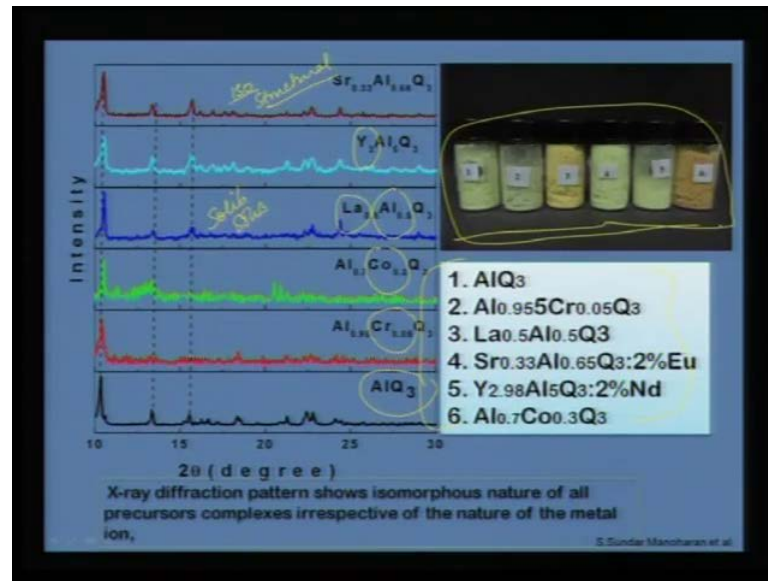 Sr0.33Al0.66Q3
Iso
Structural
Y3Al5Q3
Solid
La0.5Al0.5Q3
Al0.7Co0.3Q3
Al0.95Cr0.05Q3
AlQ3
Intensity
10 15 20 25 30
2θ (degree)
1. AlQ3
2. Al0.955Cr0.05Q3
3. La0.5Al0.5Q3
4. Sr0.33Al0.65Q3:2%Eu
5. Y2.98Al5Q3:2%Nd
6. Al0.7Co0.3Q3
X-ray diffraction pattern shows isomorphous nature of all
precursors complexes irrespective of the nature of the metal
ion,
S.Sundar Manoharan et al